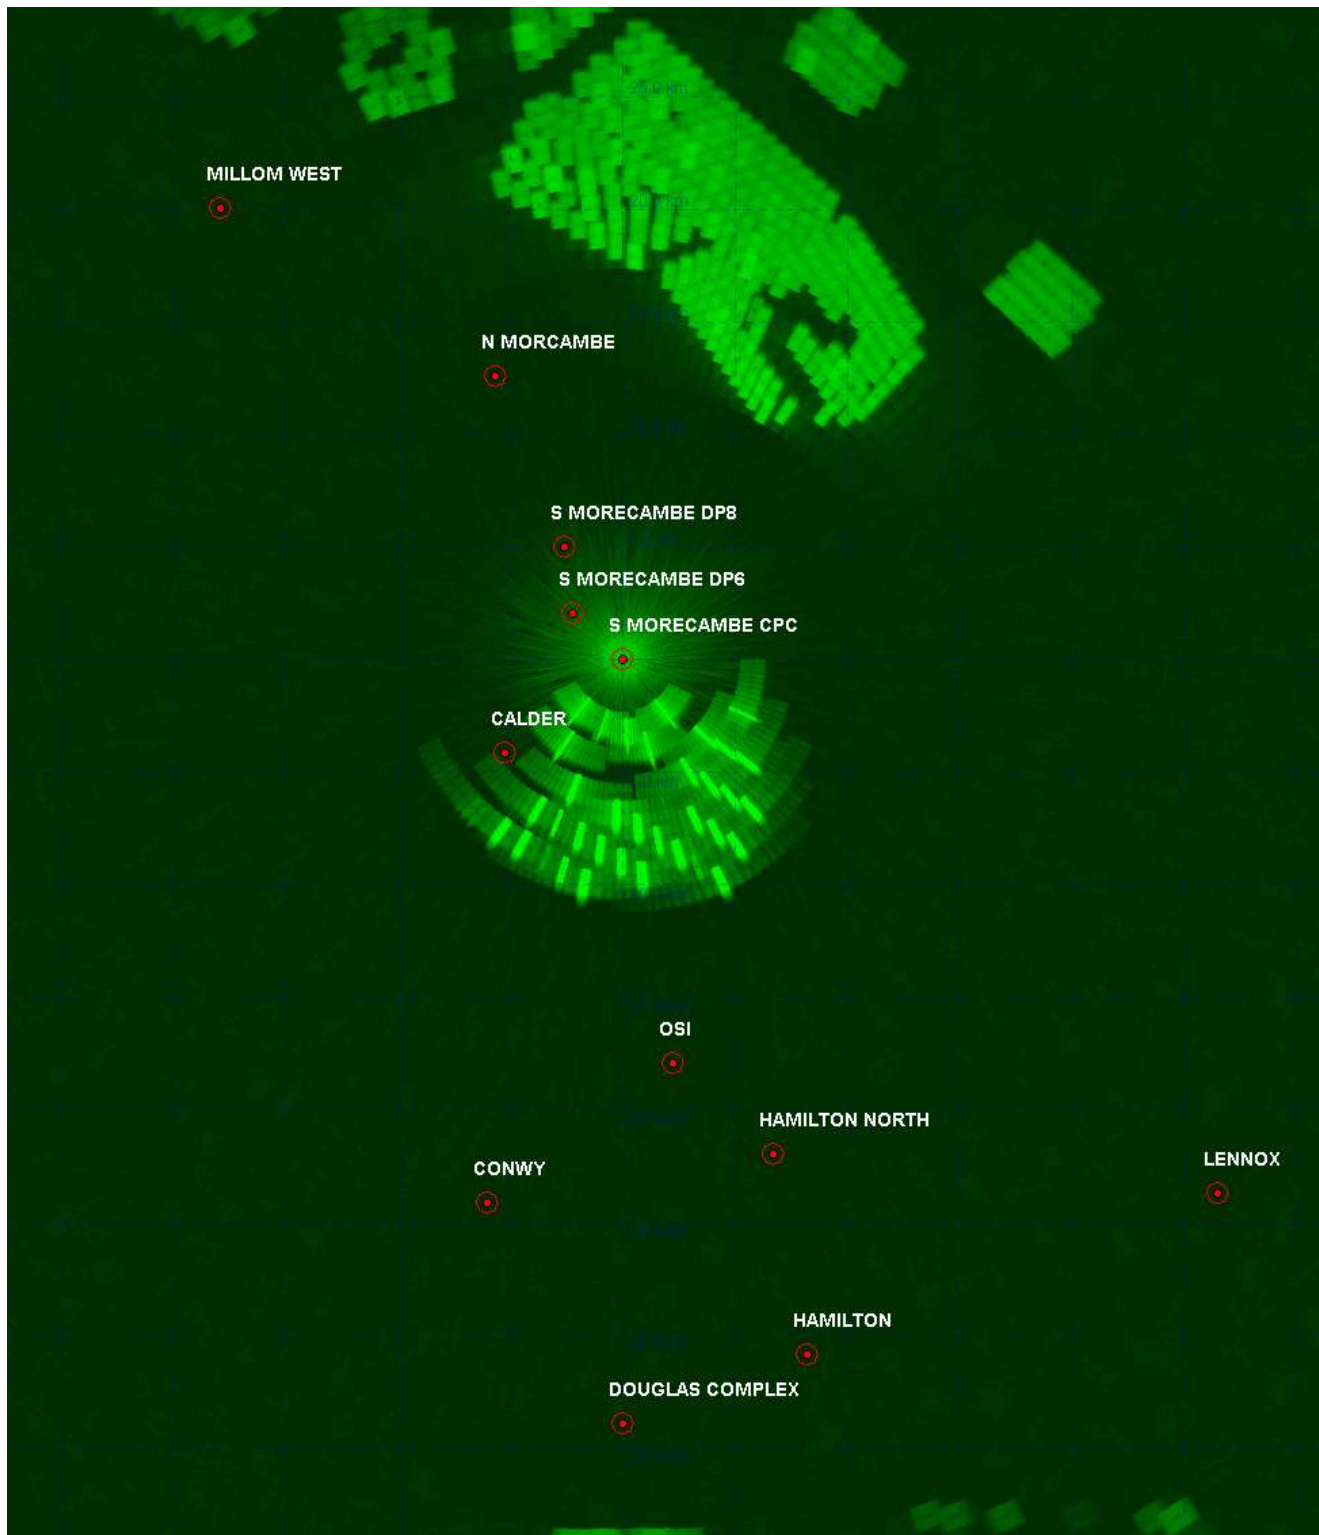 MILLOM WEST
N MORCAMBE
S MORECAMBE DP8
S MORECAMBE DP6
S MORECAMBE CPC
CALDER
OSI
HAMILTON NORTH
CONWY
LENNOX
HAMILTON
DOUGLAS COMPLEX